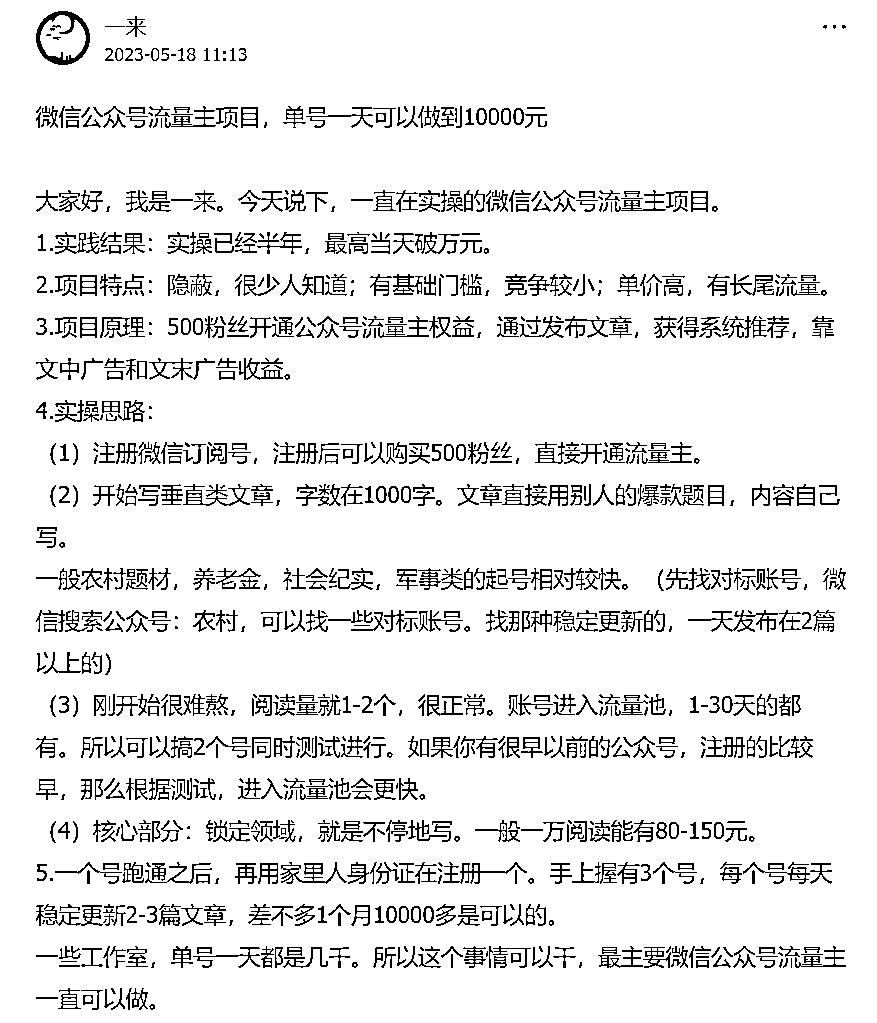 一来
2023-05-18 11:13
微信公众号流量主项目，单号一天可以做到10000元
大家好，我是一来。今天说下，一直在实操的微信公众号流量主项目。
1.实践结果：实操已经半年，最高当天破万元。
2.项目特点：隐蔽，很少人知道；有基础门槛，竞争较小；单价高，有长尾流量。
3.项目原理：500粉丝开通公众号流量主权益，通过发布文章，获得系统推荐，靠
文中广告和文末广告收益。
4.实操思路：
（1）注册微信订阅号，注册后可以购买500粉丝，直接开通流量主。
（2）开始写垂直类文章，字数在1000字。文章直接用别人的爆款题目，内容自己
写。
一般农村题材，养老金，社会纪实，军事类的起号相对较快。（先找对标账号，微
信搜索公众号：农村，可以找一些对标账号。找那种稳定更新的，一天发布在2篇
以上的）
（3）刚开始很难熬，阅读量就1-2个，很正常。账号进入流量池，1-30天的都
有。所以可以搞2个号同时测试进行。如果你有很早以前的公众号，注册的比较
早，那么根据测试，进入流量池会更快。
（4）核心部分：锁定领域，就是不停地写。一般一万阅读能有80-150元。
5.一个号跑通之后，再用家里人身份证在注册一个。手上握有3个号，每个号每天
稳定更新2-3篇文章，差不多1个月10000多是可以的。
一些工作室，单号一天都是几千。所以这个事情可以干，最主要微信公众号流量主
一直可以做。